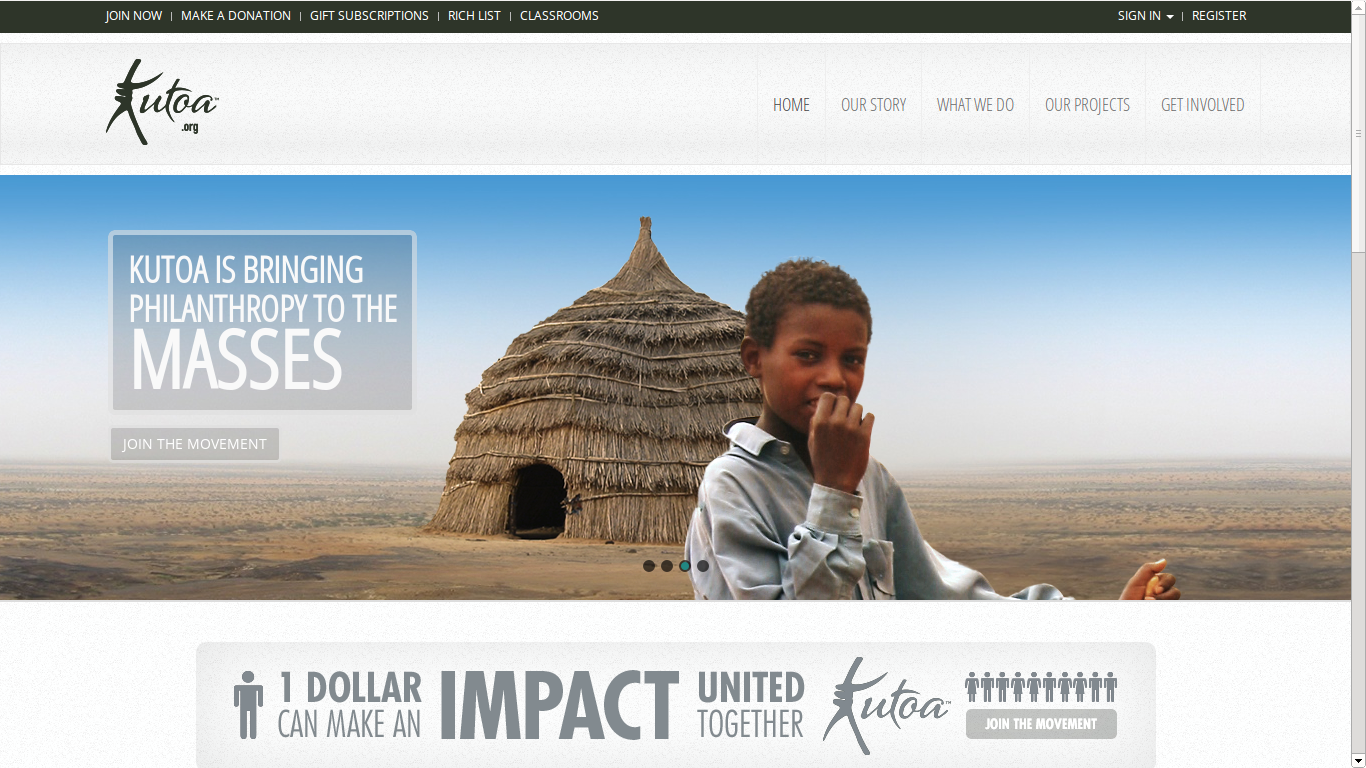 JOIN NOW | MAKE A DONATION | GIFT SUBSCRIPTIONS | RICH LIST | CLASSROOMS
SIGN IN | REGISTER
Kutoa™
.org
HOME OUR STORY WHAT WE DO OUR PROJECTS GET INVOLVED
KUTOA IS BRINGING
PHILANTHROPY TO THE
MASSES
JOIN THE MOVEMENT
1 DOLLAR
CAN MAKE AN
IMPACT
UNITED
TOGETHER
Kutoa™
JOIN THE MOVEMENT